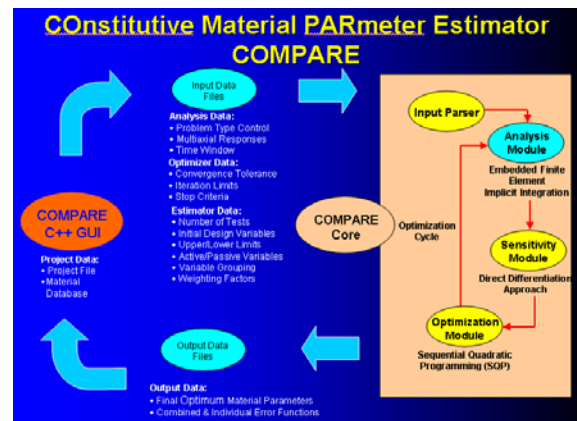 COnstitutive Material PARmeter Estimator
COMPARE
Input Data
Files
Analysis Data:
• Problem Type Control
• Multiaxial Responses
• Time Window
Optimizer Data:
• Convergence Tolerance
• Iteration Limits
• Stop Criteria
Estimator Data:
• Number of Tests
• Initial Design Variables
• Upper/Lower Limits
• Active/Passive Variables
• Variable Grouping
• Weighting Factors
COMPARE
C++ GUI
Project Data:
• Project File
• Material
Database
COMPARE
Core
Input Parser
Analysis
Module
Embedded Finite
Element
Implicit Integration
Optimization
Cycle
Sensitivity
Module
Direct Differentiation
Approach
Optimization
Module
Sequential Quadratic
Programming (SQP)
Output Data
Files
Output Data:
• Final Optimum Material Parameters
• Combined & Individual Error Functions